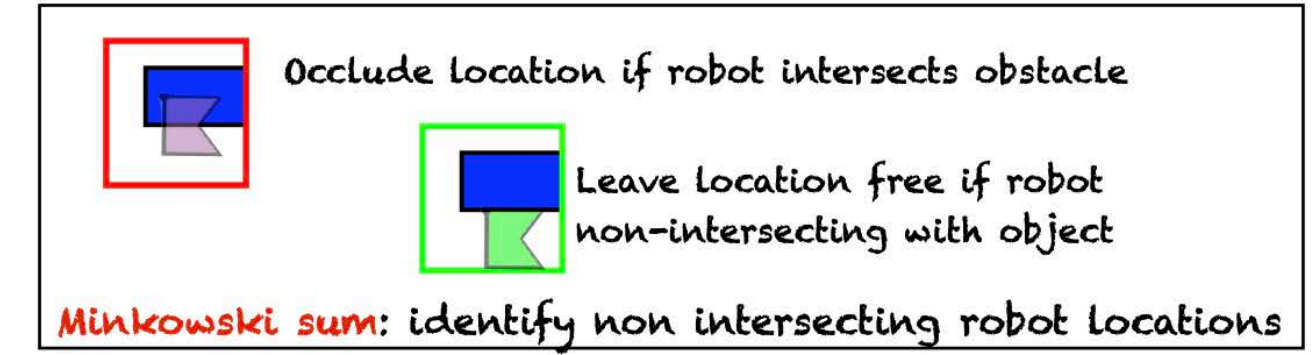 Occlude location if robot intersects obstacle
Leave location free if robot
non-intersecting with object
Minkowski sum: identify non intersecting robot locations